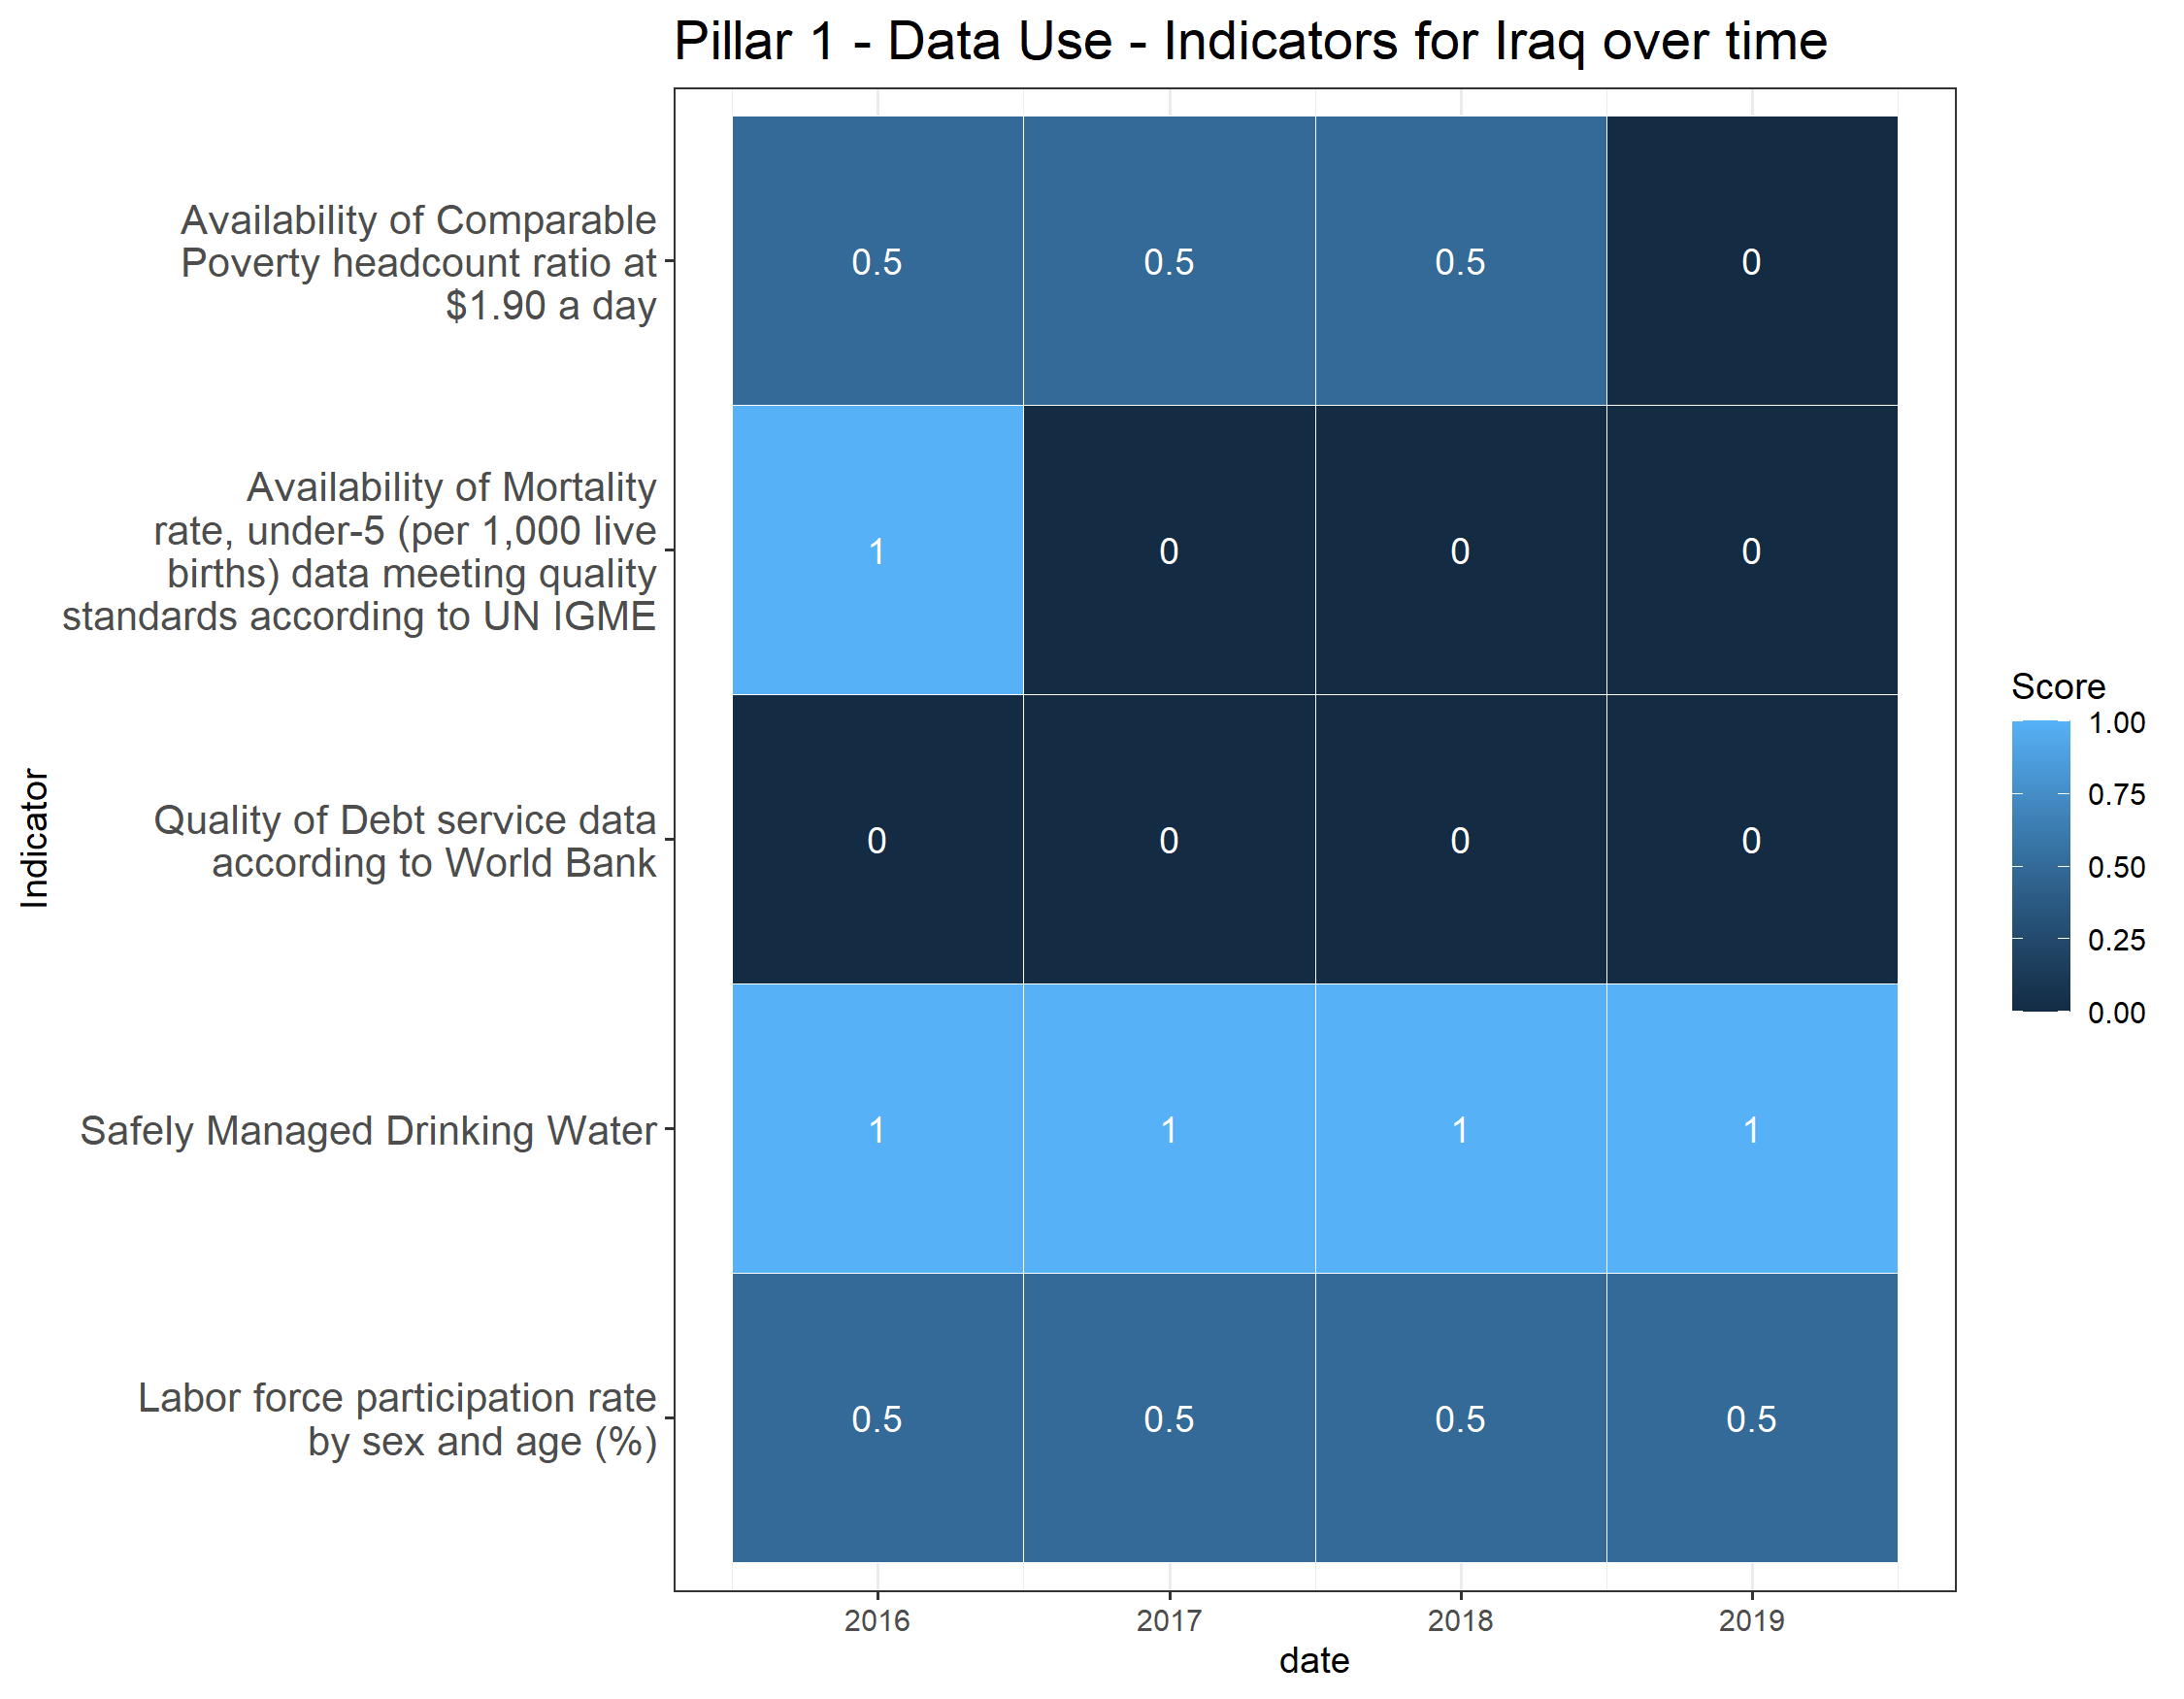 Pillar 1 - Data Use - Indicators for Iraq over time
Indicator
Availability of Comparable
Poverty headcount ratio at
$1.90 a day
0.5 0.5 0.5 0
Availability of Mortality
rate, under-5 (per 1,000 live
births) data meeting quality
standards according to UN IGME
1 0 0 0
Quality of Debt service data
according to World Bank
0 0 0 0
Safely Managed Drinking Water
1 1 1 1
Labor force participation rate
by sex and age (%)
0.5 0.5 0.5 0.5
2016 2017 2018 2019
date
Score
1.00
0.75
0.50
0.25
0.00